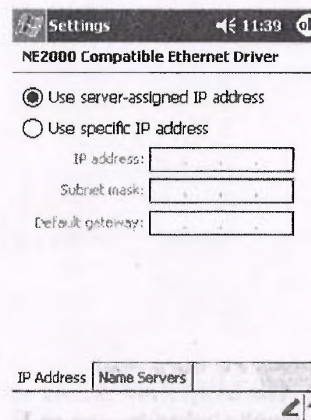 Settings 11:39 ok
NE2000 Compatible Ethernet Driver
Use server-assigned IP address
Use specific IP address
IP address:
Subnet mask:
Default gateway:
IP Address Name Servers